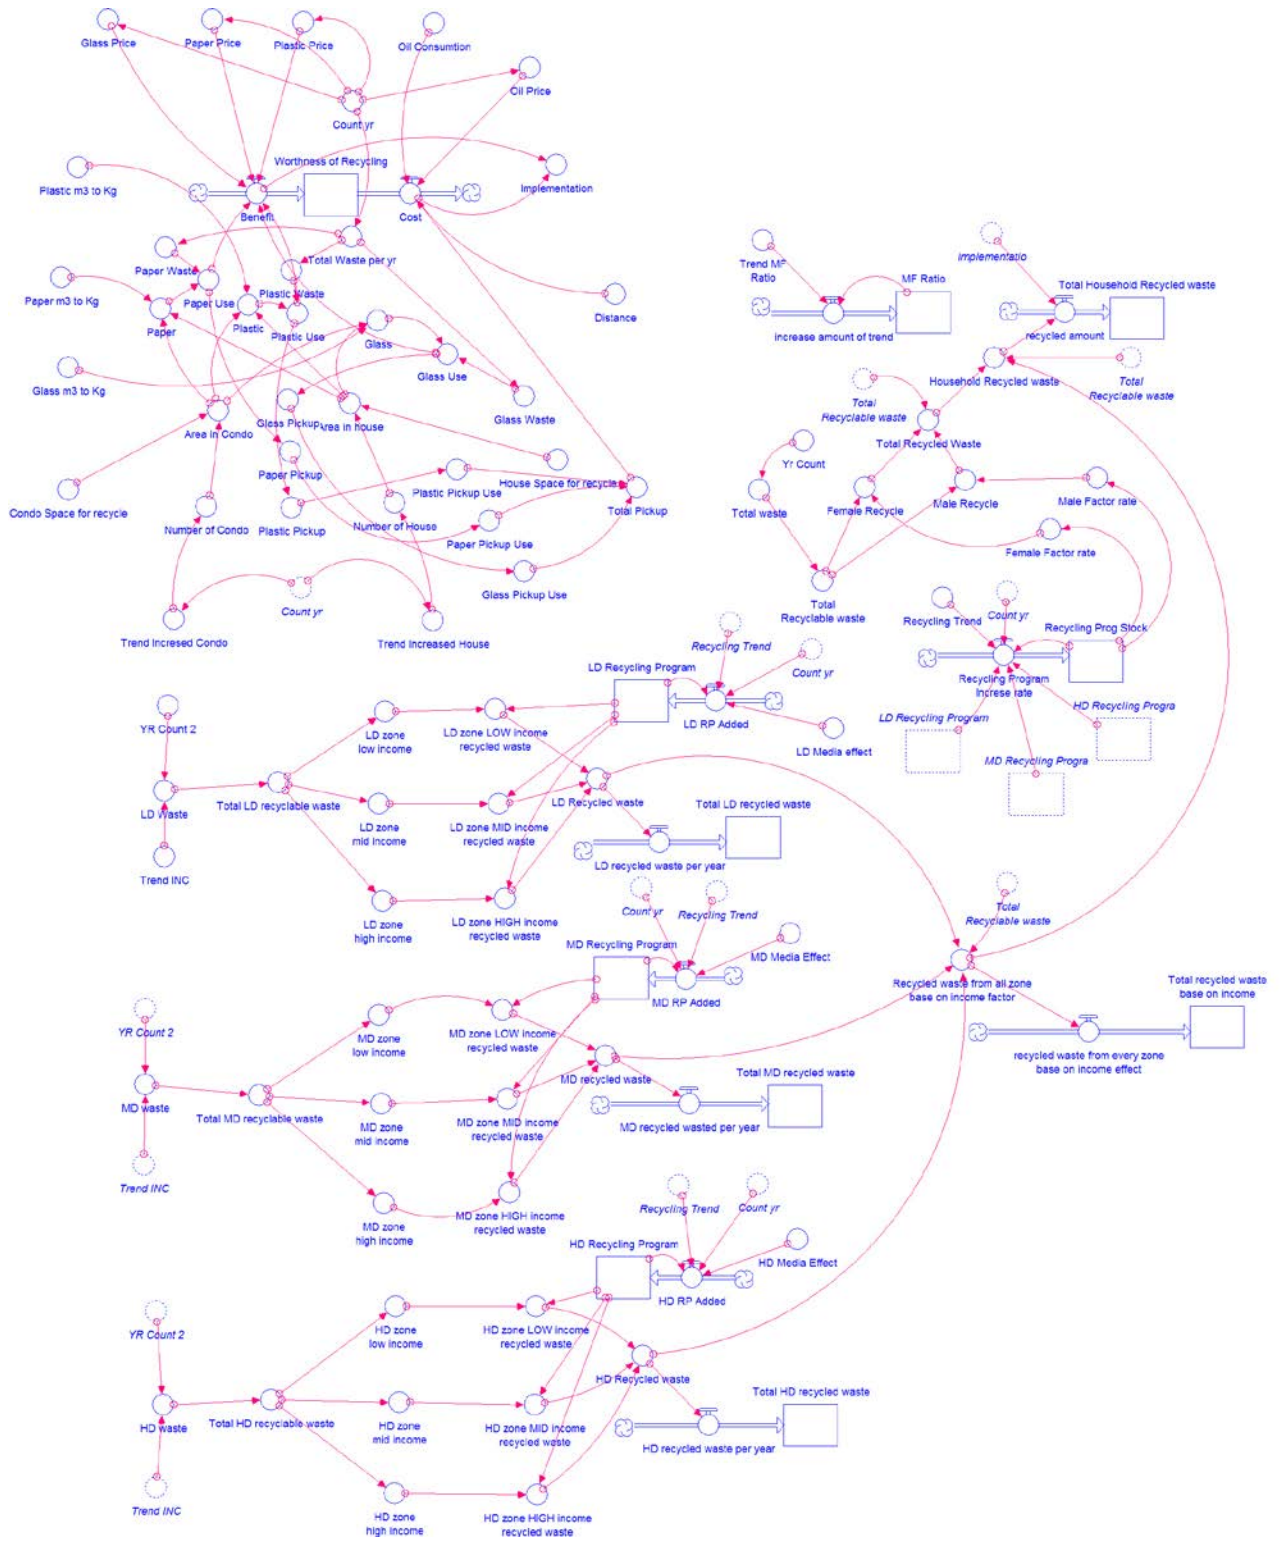 Glass Price
Paper Price
Plastic Price
Oil Consumtion
Oil Price
Count yr
Worthness of Recycling
Plastic m3 to Kg
Implementation
Benefit
Cost
Total Waste per yr
Paper Waste
Paper m3 to Kg
Paper Use
Plastic Waste
Paper
Plastic
Plastic Use
Distance
Glass
Glass m3 to Kg
Glass Use
Glass Waste
Area In Condo
Glass Pickup
Area in house
Paper Pickup
House Space for recycle
Plastic Pickup Use
Condo Space for recycle
Number of Condo
Plastic Pickup
Number of House
Total Pickup
Paper Pickup Use
Glass Pickup Use
Count yr
Trend Incresed Condo
Trend Increased House
Trend MF
Ratio
MF Ratio
increase amount of trend
Implementatio
Total Household Recycled waste
recycled amount
Household Recycled waste
Total
Recyclable waste
Total
Recyclable waste
Total Recycled Waste
Yr Count
Total waste
Female Recycle
Male Recycle
Male Factor rate
Female Factor rate
Total
Recyclable waste
Recycling Trend
Count yr
Recycling Prog Stock
Recycling Program
Increse rate
LD Recycling Program
HD Recycling Progra
MD Recycling Progra
Recycling Trend
LD Recycling Program
Count yr
LD RP Added
LD Media effect
YR Count 2
LD zone
low income
LD zone LOW income
recycled waste
LD Waste
Total LD recyclable waste
LD Recycled waste
Total LD recycled waste
LD zone
mid income
LD zone MID income
recycled waste
LD recycled waste per year
Trend INC
LD zone
high income
LD zone HIGH income
recycled waste
Count yr
Recycling Trend
MD Recycling Program
MD Media Effect
MD RP Added
Total
Recyclable waste
Recycled waste from all zone
base on income factor
Total recycled waste
base on income
recycled waste from every zone
base on income effect
YR Count 2
MD zone
low income
MD zone LOW income
recycled waste
MD waste
Total MD recyclable waste
MD recycled waste
Total MD recycled waste
MD zone
mid income
MD zone MID income
recycled waste
MD recycled wasted per year
Trend INC
MD zone
high income
MD zone HIGH income
recycled waste
Recycling Trend
Count yr
HD Recycling Program
HD Media Effect
HD RP Added
YR Count 2
HD zone
low income
HD zone LOW income
recycled waste
HD waste
Total HD recyclable waste
HD Recycled waste
Total HD recycled waste
HD zone
mid income
HD zone MID income
recycled waste
HD recycled waste per year
Trend INC
HD zone
high income
HD zone HIGH income
recycled waste